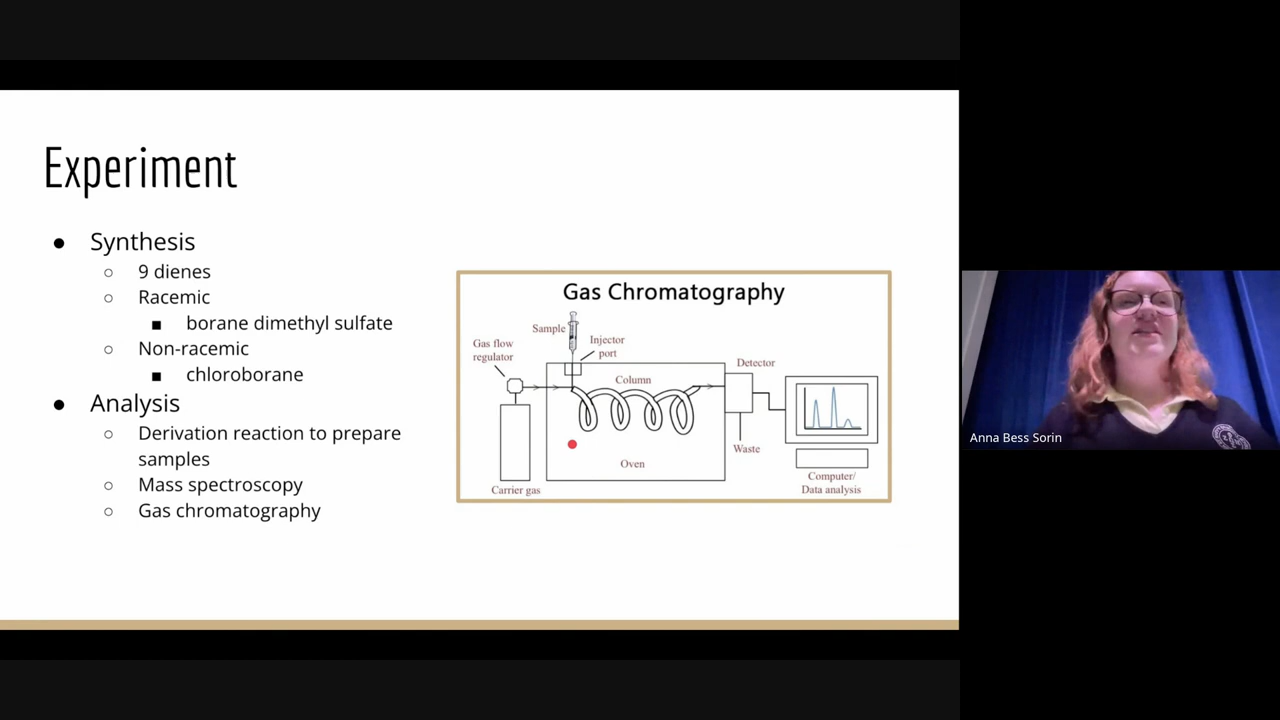 Experiment
● Synthesis
○ 9 dienes
○ Racemic
■ borane dimethyl sulfate
○ Non-racemic
■ chloroborane
● Analysis
○ Derivation reaction to prepare
samples
○ Mass spectroscopy
○ Gas chromatography
Gas Chromatography
Sample
Gas flow
regulator
Injector
port
Column
Detector
Oven
Waste
Carrier gas
Computer/
Data analysis
Anna Bess Sorin